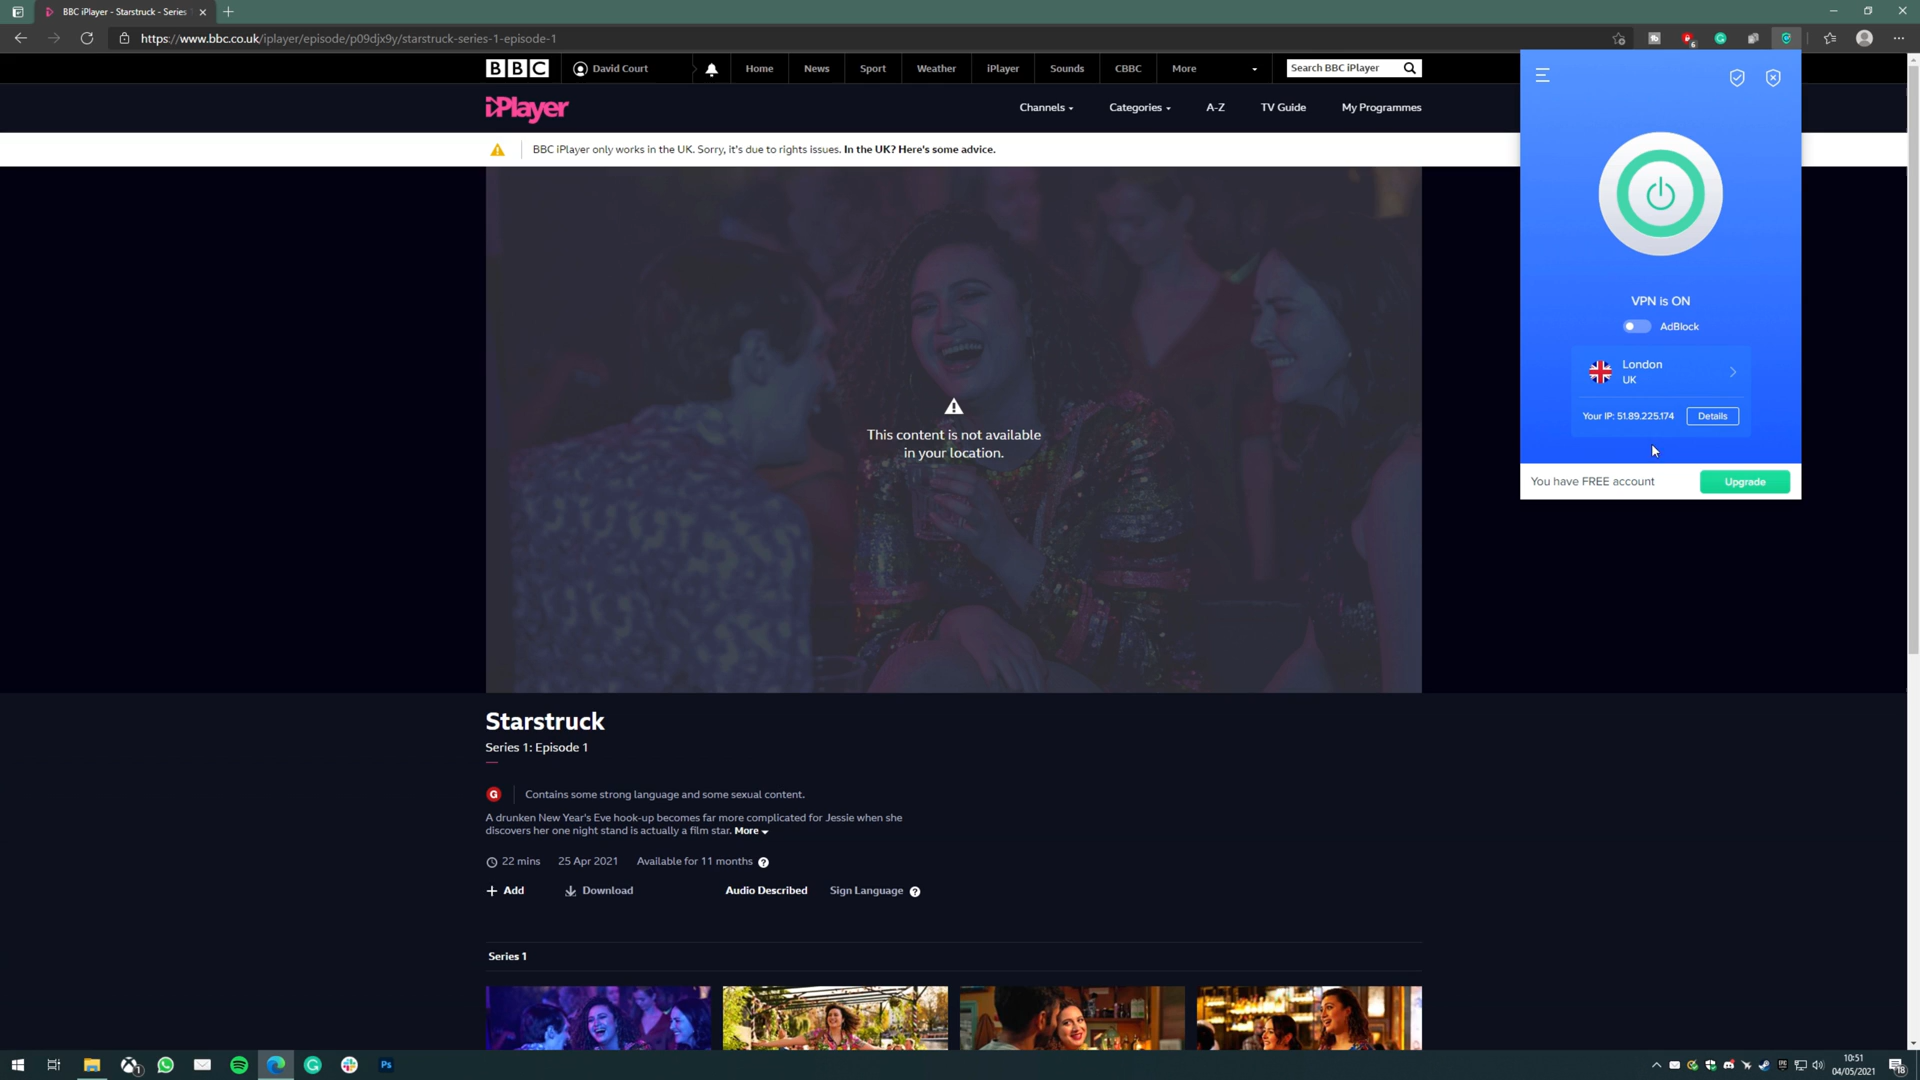 BBC iPlayer - Starstruck - Series
https://www.bbc.co.uk/iplayer/episode/p09djx9y/starstruck-series-1-episode-1
BBC
David Court
Home
News
Sport
Weather
iPlayer
Sounds
CBBC
More
Search BBC iPlayer
iPlayer
Channels
Categories
A-Z
TV Guide
My Programmes
BBC iPlayer only works in the UK. Sorry, it's due to rights issues. In the UK? Here's some advice.
This content is not available
in your location.
VPN is ON
AdBlock
London
UK
Your IP: 51.89.225.174
Details
You have FREE account
Upgrade
Starstruck
Series 1: Episode 1
G
Contains some strong language and some sexual content.
A drunken New Year's Eve hook-up becomes far more complicated for Jessie when she
discovers her one night stand is actually a film star. More
22 mins
25 Apr 2021
Available for 11 months
?
+ Add
Download
Audio Described
Sign Language
?
Series 1
1
Ps
10:51
04/05/2021
18